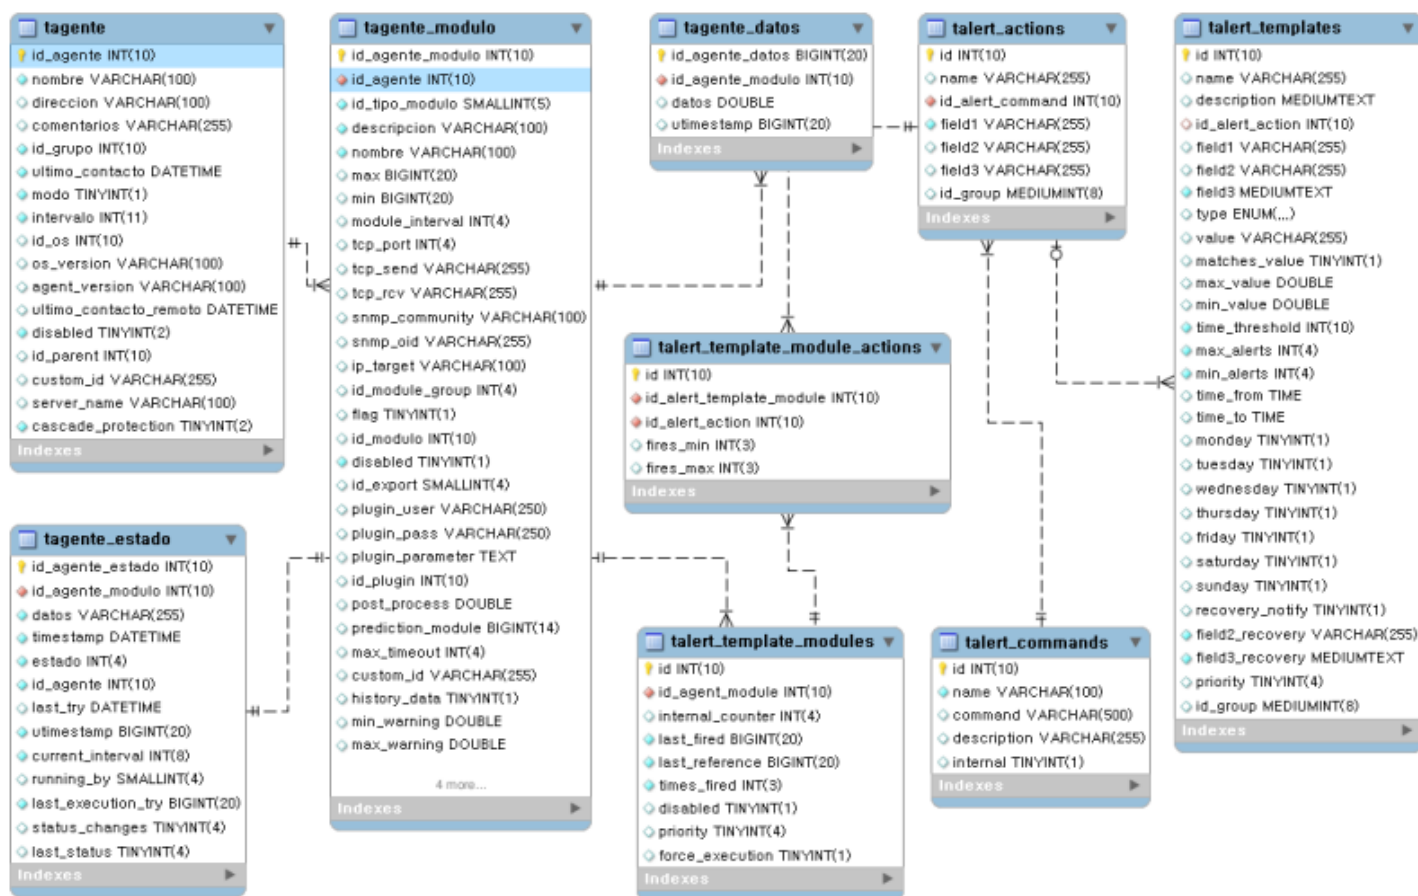 tagente
id_agente INT(10)
nombre VARCHAR(100)
direccion VARCHAR(100)
comentarios VARCHAR(255)
id_grupo INT(10)
ultimo_contacto DATETIME
modo TINYINT(1)
intervalo INT(11)
id_os INT(10)
os_version VARCHAR(100)
agent_version VARCHAR(100)
ultimo_contacto_remoto DATETIME
disabled TINYINT(2)
id_parent INT(10)
custom_id VARCHAR(255)
server_name VARCHAR(100)
cascade_protection TINYINT(2)
Indexes
tagente_estado
id_agente_estado INT(10)
id_agente_modulo INT(10)
datos VARCHAR(255)
timestamp DATETIME
estado INT(4)
id_agente INT(10)
last_try DATETIME
utimestamp BIGINT(20)
current_interval INT(8)
running_by SMALLINT(4)
last_execution_try BIGINT(20)
status_changes TINYINT(4)
last_status TINYINT(4)
Indexes
tagente_modulo
id_agente_modulo INT(10)
id_agente INT(10)
id_tipo_modulo SMALLINT(5)
descripcion VARCHAR(100)
nombre VARCHAR(100)
max BIGINT(20)
min BIGINT(20)
module_interval INT(4)
tcp_port INT(4)
tcp_send VARCHAR(255)
tcp_rcv VARCHAR(255)
snmp_community VARCHAR(100)
snmp_oid VARCHAR(255)
ip_target VARCHAR(100)
id_module_group INT(4)
flag TINYINT(1)
id_modulo INT(10)
disabled TINYINT(1)
id_export SMALLINT(4)
plugin_user VARCHAR(250)
plugin_pass VARCHAR(250)
plugin_parameter TEXT
id_plugin INT(10)
post_process DOUBLE
prediction_module BIGINT(14)
max_timeout INT(4)
custom_id VARCHAR(255)
history_data TINYINT(1)
min_warning DOUBLE
max_warning DOUBLE
4 more...
Indexes
tagente_datos
id_agente_datos BIGINT(20)
id_agente_modulo INT(10)
datos DOUBLE
utimestamp BIGINT(20)
Indexes
talert_template_module_actions
id INT(10)
id_alert_template_module INT(10)
id_alert_action INT(10)
fires_min INT(3)
fires_max INT(3)
Indexes
talert_template_modules
id INT(10)
id_agent_module INT(10)
internal_counter INT(4)
last_fired BIGINT(20)
last_reference BIGINT(20)
times_fired INT(3)
disabled TINYINT(1)
priority TINYINT(4)
force_execution TINYINT(1)
Indexes
talert_actions
id INT(10)
name VARCHAR(255)
id_alert_command INT(10)
field1 VARCHAR(255)
field2 VARCHAR(255)
field3 VARCHAR(255)
id_group MEDIUMINT(8)
Indexes
talert_commands
id INT(10)
name VARCHAR(100)
command VARCHAR(500)
description VARCHAR(255)
internal TINYINT(1)
Indexes
talert_templates
id INT(10)
name VARCHAR(255)
description MEDIUMTEXT
id_alert_action INT(10)
field1 VARCHAR(255)
field2 VARCHAR(255)
field3 MEDIUMTEXT
type ENUM(,,,)
value VARCHAR(255)
matches_value TINYINT(1)
max_value DOUBLE
min_value DOUBLE
time_threshold INT(10)
max_alerts INT(4)
min_alerts INT(4)
time_from TIME
time_to TIME
monday TINYINT(1)
tuesday TINYINT(1)
wednesday TINYINT(1)
thursday TINYINT(1)
friday TINYINT(1)
saturday TINYINT(1)
sunday TINYINT(1)
recovery_notify TINYINT(1)
field2_recovery VARCHAR(255)
field3_recovery MEDIUMTEXT
priority TINYINT(4)
id_group MEDIUMINT(8)
Indexes